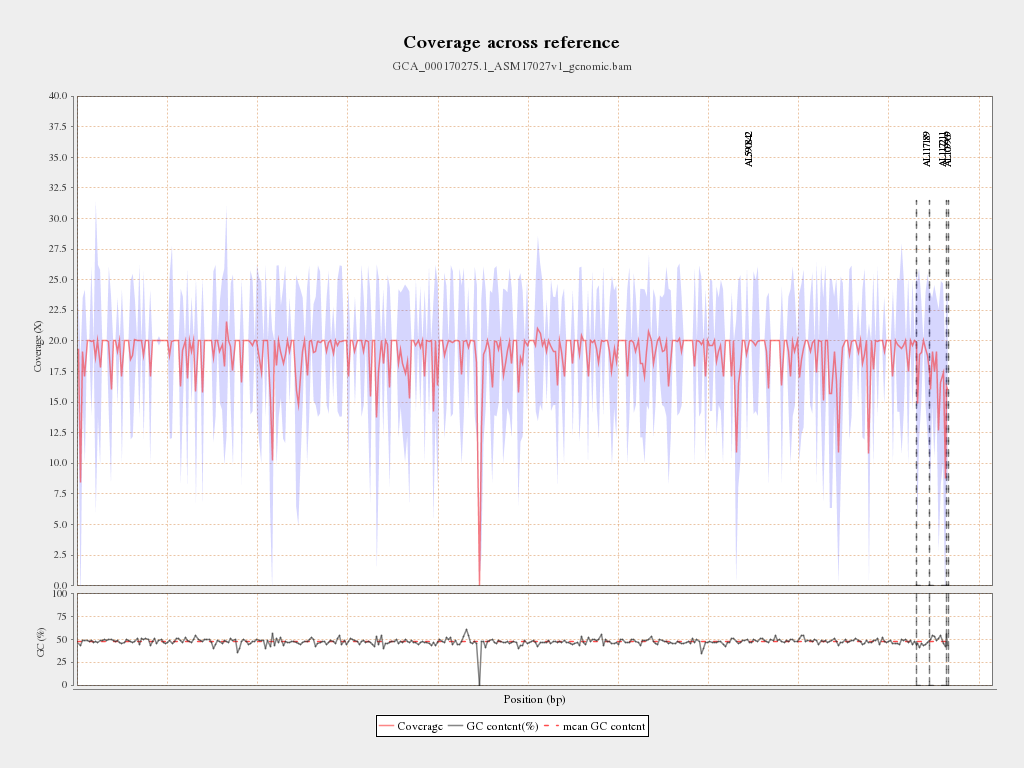 Coverage across reference
GCA_000170275.1_ASM17027v1_genomic.bam
40.0
37.5
35.0
32.5
30.0
27.5
25.0
22.5
20.0
17.5
15.0
12.5
10.0
7.5
5.0
2.5
0.0
Coverage (X)
AL590842
AL117189
AL117211
AL109969
100
75
50
25
0
GC (%)
Position (bp)
Coverage GC content(%) mean GC content